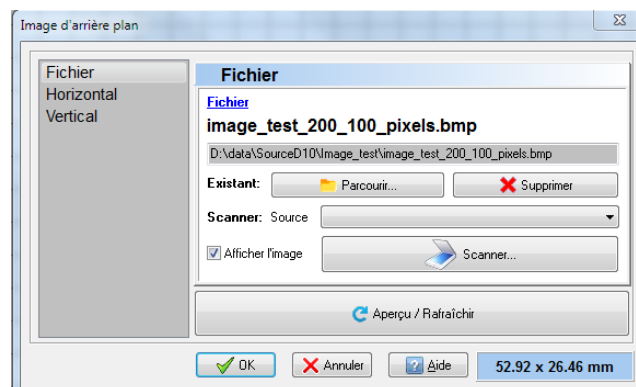 Image d'arrière plan
Fichier
Horizontal
Vertical
Fichier
Fichier
image_test_200_100_pixels.bmp
D:\data\SourceD10\Image_test\image_test_200_100_pixels.bmp
Existant: Parcourir... Supprimer
Scanner: Source
Afficher l'image Scanner...
Aperçu / Rafraîchir
OK Annuler Aide 52.92 x 26.46 mm